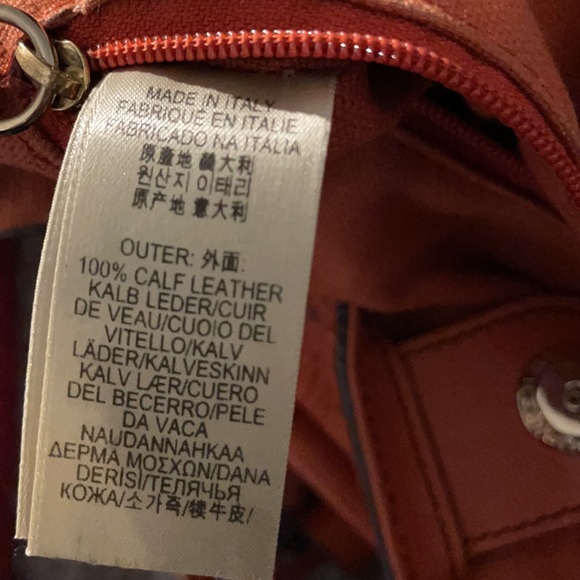 MADE IN ITALY
FABRIQUÉ EN ITALIE
FABRICADO NA ITALIA
原產地 義大利
원산지 이태리
原产地 意大利
OUTER: 外面:
100% CALF LEATHER
KALB LEDER/CUIR
DE VEAU/CUOIO DEL
VITELLO/KALV
LÄDER/KALVESKINN
KALV LÆR/CUERO
DEL BECERRO/PELE
DA VACA
NAUDANNAHKAA
ΔΕΡΜΑ ΜΟΣΧΩΝ/DANA
DERISI/ТЕЛЯЧЬЯ
КОЖА/소가죽/犊牛皮/